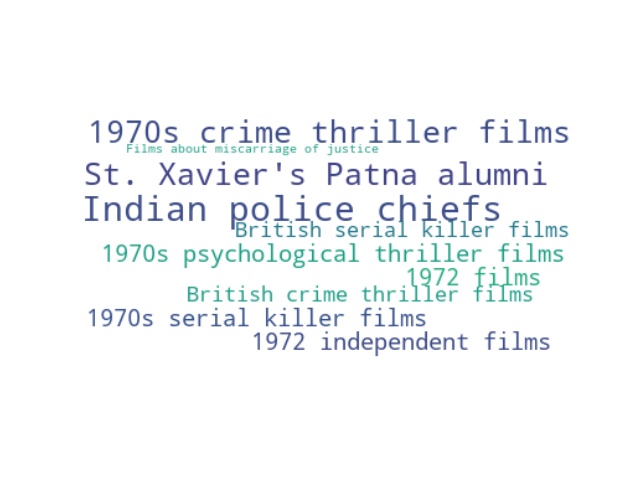 1970s crime thriller films
Films about miscarriage of justice
St. Xavier's Patna alumni
Indian police chiefs
British serial killer films
1970s psychological thriller films
1972 films
British crime thriller films
1970s serial killer films
1972 independent films